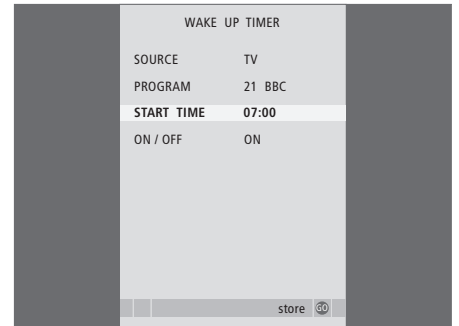 WAKE UP TIMER
SOURCE TV
PROGRAM 21 BBC
START TIME 07:00
ON / OFF ON
store GO